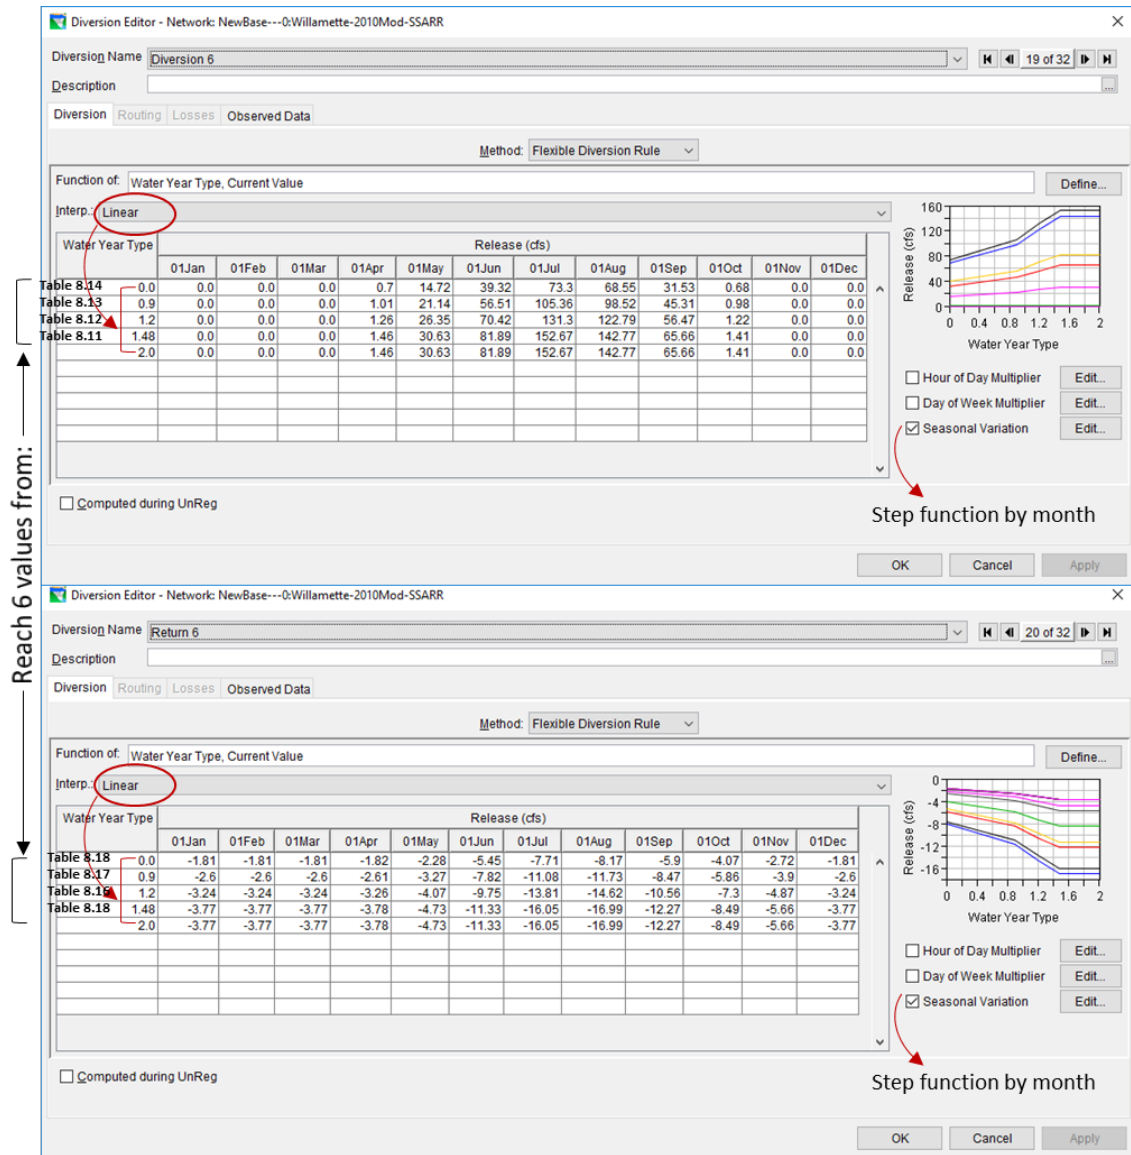 Diversion Editor - Network: NewBase---0:Willamette-2010Mod-SSARR
Diversion Name Diversion 6 19 of 32
Description ...
Diversion Routing Losses Observed Data
Method: Flexible Diversion Rule
Function of: Water Year Type, Current Value Define...
Interp.: Linear
Water Year Type Release (cfs)
01Jan 01Feb 01Mar 01Apr 01May 01Jun 01Jul 01Aug 01Sep 01Oct 01Nov 01Dec
Table 8.14 0.0 0.0 0.0 0.0 0.7 14.72 39.32 73.3 68.55 31.53 0.68 0.0 0.0
Table 8.13 0.9 0.0 0.0 0.0 1.01 21.14 56.51 105.36 98.52 45.31 0.98 0.0 0.0
Table 8.12 1.2 0.0 0.0 0.0 1.26 26.35 70.42 131.3 122.79 56.47 1.22 0.0 0.0
Table 8.11 1.48 0.0 0.0 0.0 1.46 30.63 81.89 152.67 142.77 65.66 1.41 0.0 0.0
2.0 0.0 0.0 0.0 1.46 30.63 81.89 152.67 142.77 65.66 1.41 0.0 0.0
Release (cfs)
160
120
80
40
0
0 0.4 0.8 1.2 1.6 2
Water Year Type
Hour of Day Multiplier Edit...
Day of Week Multiplier Edit...
Seasonal Variation Edit...
Computed during UnReg
Step function by month
OK Cancel Apply
Reach 6 values from:
Diversion Editor - Network: NewBase---0:Willamette-2010Mod-SSARR
Diversion Name Return 6 20 of 32
Description ...
Diversion Routing Losses Observed Data
Method: Flexible Diversion Rule
Function of: Water Year Type, Current Value Define...
Interp.: Linear
Water Year Type Release (cfs)
01Jan 01Feb 01Mar 01Apr 01May 01Jun 01Jul 01Aug 01Sep 01Oct 01Nov 01Dec
Table 8.18 0.0 -1.81 -1.81 -1.81 -1.82 -2.28 -5.45 -7.71 -8.17 -5.9 -4.07 -2.72 -1.81
Table 8.17 0.9 -2.6 -2.6 -2.6 -2.61 -3.27 -7.82 -11.08 -11.73 -8.47 -5.86 -3.9 -2.6
Table 8.16 1.2 -3.24 -3.24 -3.24 -3.26 -4.07 -9.75 -13.81 -14.62 -10.56 -7.3 -4.87 -3.24
Table 8.18 1.48 -3.77 -3.77 -3.77 -3.78 -4.73 -11.33 -16.05 -16.99 -12.27 -8.49 -5.66 -3.77
2.0 -3.77 -3.77 -3.77 -3.78 -4.73 -11.33 -16.05 -16.99 -12.27 -8.49 -5.66 -3.77
Release (cfs)
0
-4
-8
-12
-16
0 0.4 0.8 1.2 1.6 2
Water Year Type
Hour of Day Multiplier Edit...
Day of Week Multiplier Edit...
Seasonal Variation Edit...
Computed during UnReg
Step function by month
OK Cancel Apply